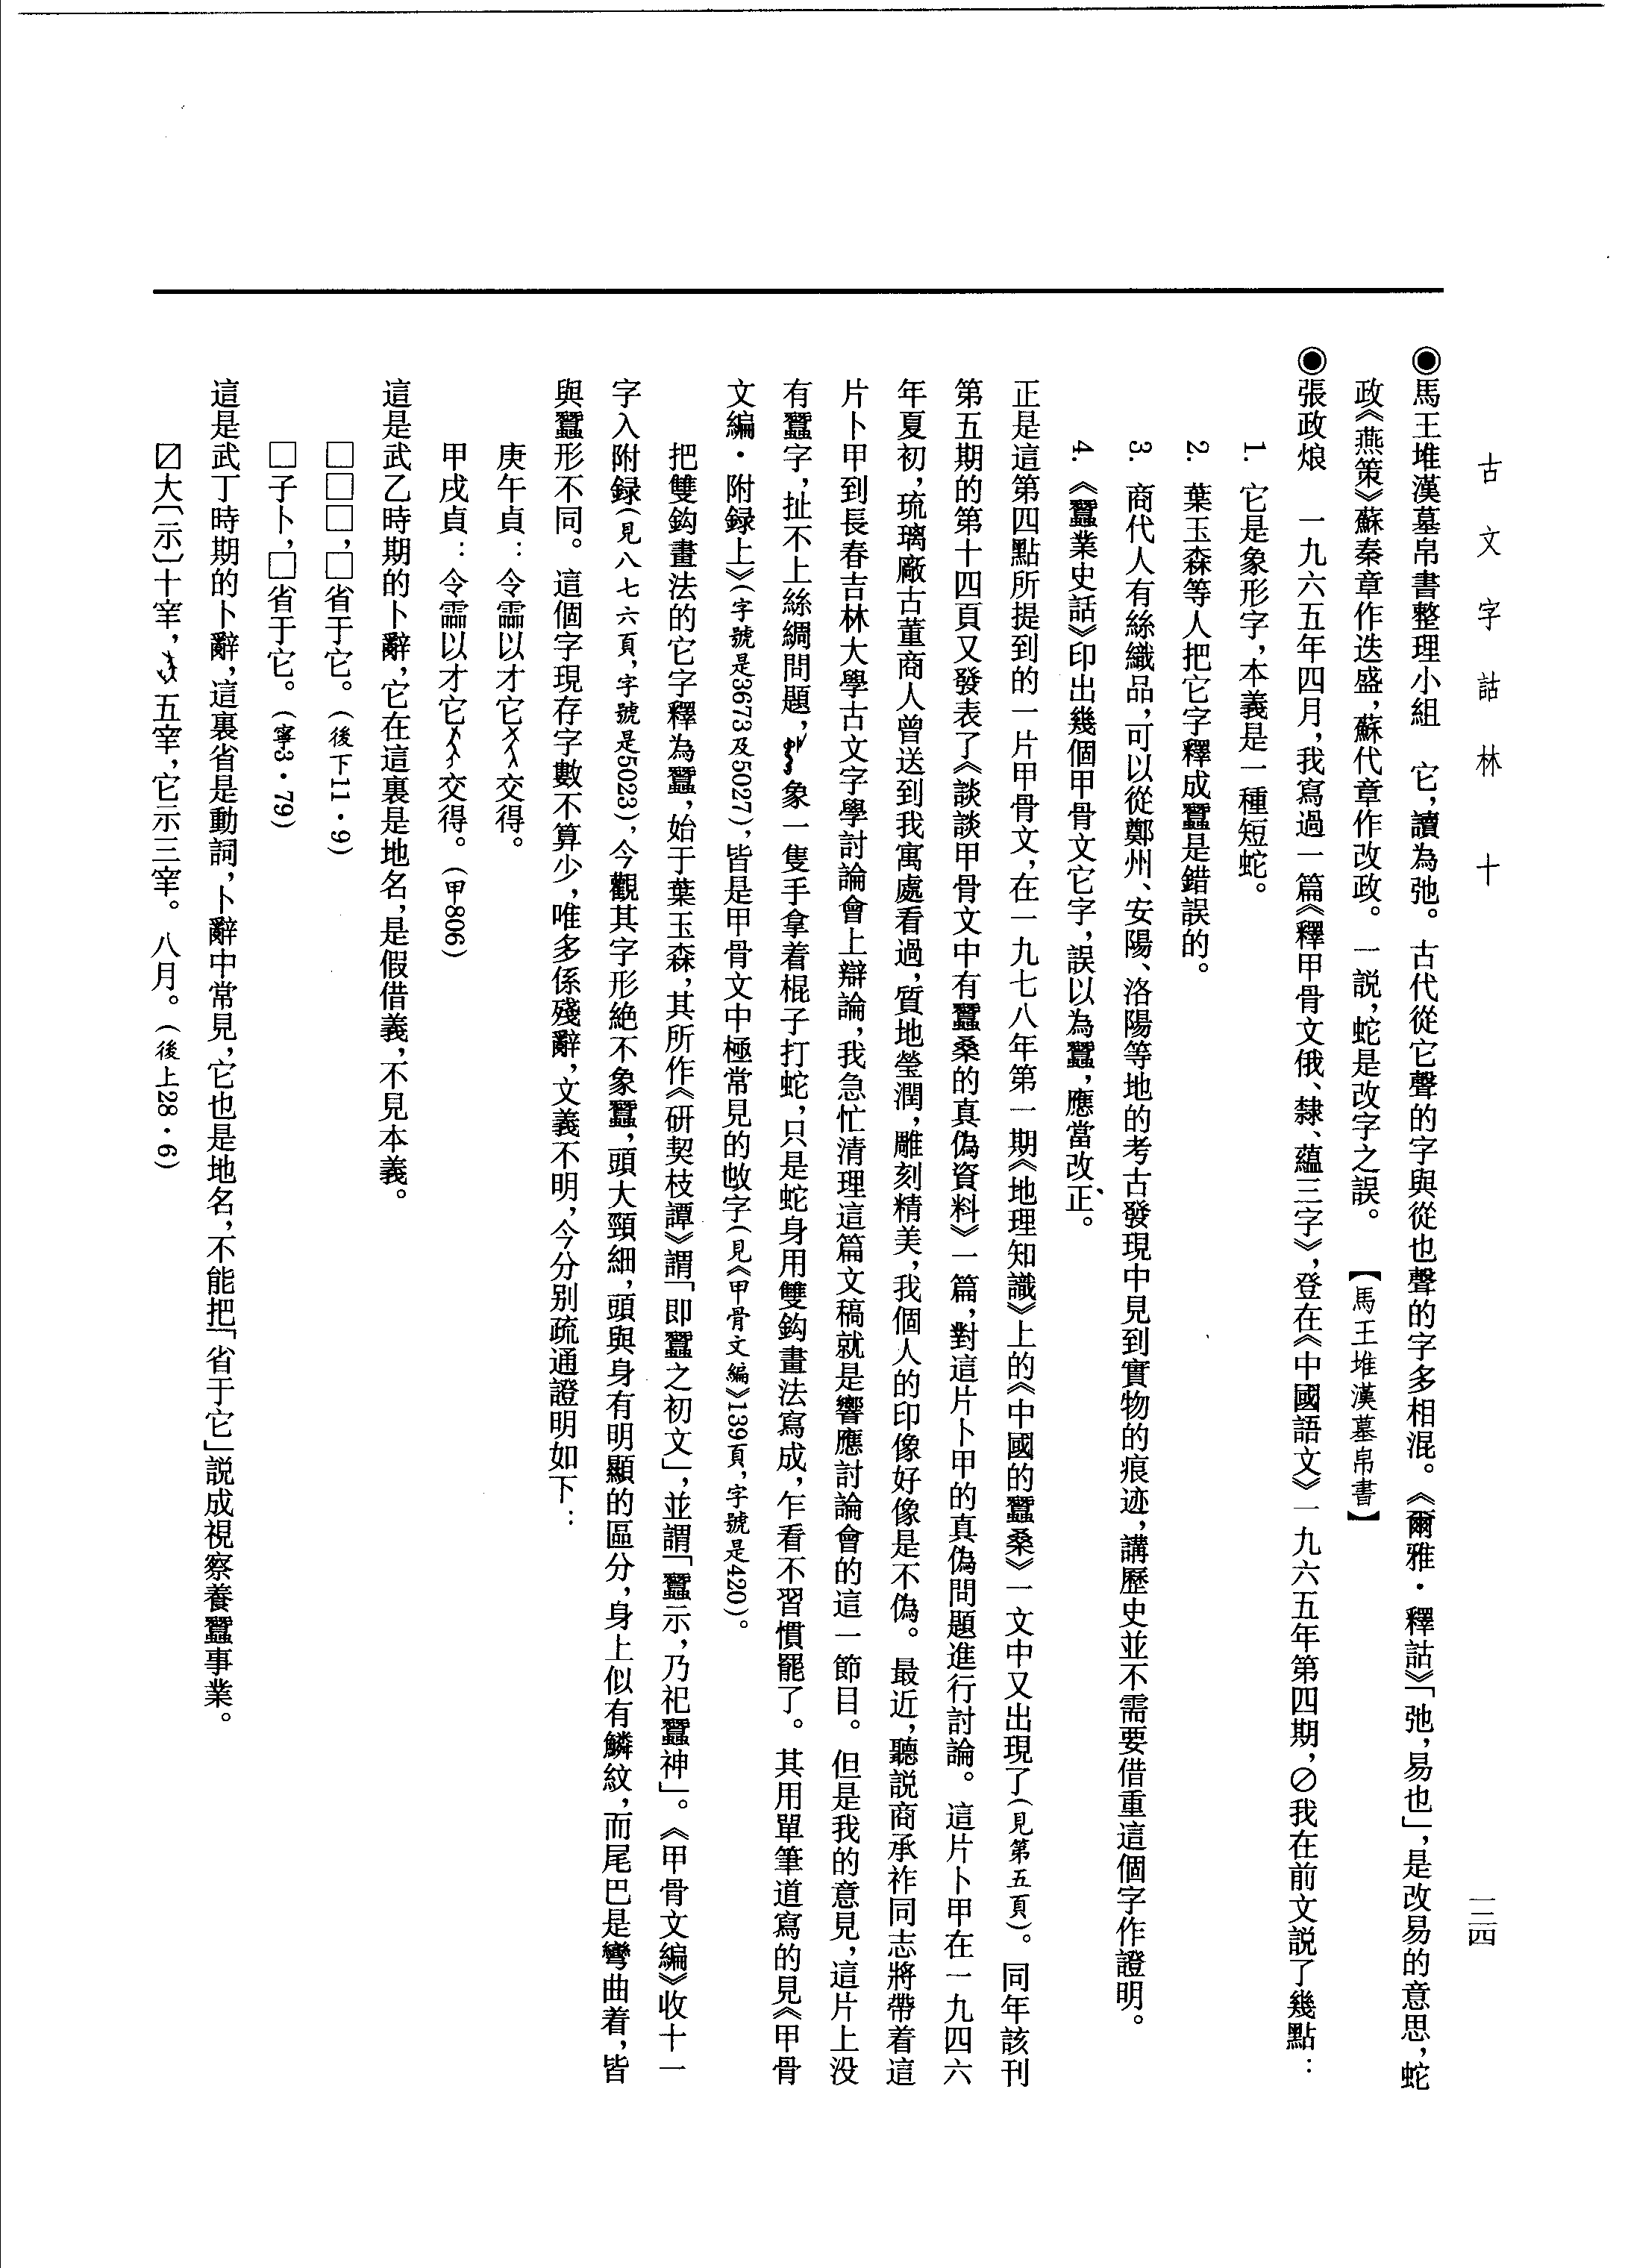 古文字詁林　十
三四
◉馬王堆漢墓帛書整理小組　它，讀為弛。古代從它聲的字與從也聲的字多相混。《爾雅·釋詁》「弛，易也」，是改易的意思，蛇
政《燕策》蘇秦章作迭盛，蘇代章作改政。一説，蛇是改字之誤。　【馬王堆漢墓帛書】
◉張政烺　一九六五年四月，我寫過一篇《釋甲骨文俄、隸、蘊三字》，登在《中國語文》一九六五年第四期，⊘我在前文説了幾點：
1. 它是象形字，本義是一種短蛇。
2. 葉玉森等人把它字釋成蠶是錯誤的。
3. 商代人有絲織品，可以從鄭州、安陽、洛陽等地的考古發現中見到實物的痕迹，講歷史並不需要借重這個字作證明。
4. 《蠶業史話》印出幾個甲骨文它字，誤以為蠶，應當改正。
正是這第四點所提到的一片甲骨文，在一九七八年第一期《地理知識》上的《中國的蠶桑》一文中又出現了（見第五頁）。同年該刊
第五期的第十四頁又發表了《談談甲骨文中有蠶桑的真偽資料》一篇，對這片卜甲的真偽問題進行討論。這片卜甲在一九四六
年夏初，琉璃廠古董商人曾送到我寓處看過，質地瑩潤，雕刻精美，我個人的印像好像是不偽。最近，聽説商承祚同志將帶着這
片卜甲到長春吉林大學古文字學討論會上辯論，我急忙清理這篇文稿就是響應討論會的這一節目。但是我的意見，這片上没
有蠶字，扯不上絲綢問題，象一隻手拿着棍子打蛇，只是蛇身用雙鈎畫法寫成，乍看不習慣罷了。其用單筆道寫的見《甲骨
文編·附録上》（字號是3673及5027），皆是甲骨文中極常見的㪉字（見《甲骨文編》139頁，字號是420）。
把雙鈎畫法的它字釋為蠶，始于葉玉森，其所作《研契枝譚》謂「即蠶之初文」，並謂「蠶示，乃祀蠶神」。《甲骨文編》收十一
字入附録（見八七六頁，字號是5023），今觀其字形絶不象蠶，頭大頸細，頭與身有明顯的區分，身上似有鱗紋，而尾巴是彎曲着，皆
與蠶形不同。這個字現存字數不算少，唯多係殘辭，文義不明，今分别疏通證明如下：
庚午貞：令霝以才它交得。
甲戌貞：令霝以才它交得。（甲806）
這是武乙時期的卜辭，它在這裏是地名，是假借義，不見本義。
□□□，□省于它。（後下11·9）
□子卜，□省于它。（寧3·79）
這是武丁時期的卜辭，這裏省是動詞，卜辭中常見，它也是地名，不能把「省于它」説成視察養蠶事業。
〼大〔示〕十宰，五宰，它示三宰。八月。（後上28·6）